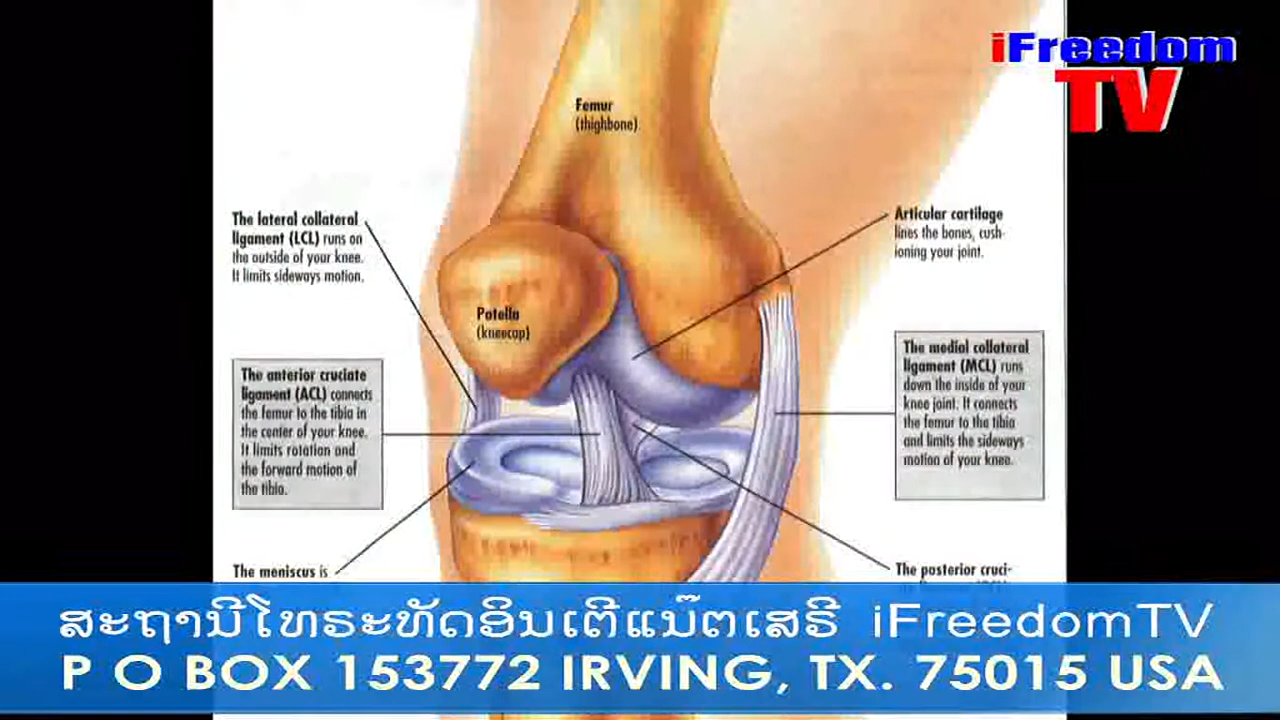 iFreedom
TV
Femur
(thighbone)
The lateral collateral
ligament (LCL) runs on
the outside of your knee.
It limits sideways motion.
Articular cartilage
lines the bones, cush-
ioning your joint.
Patella
(kneecap)
The anterior cruciate
ligament (ACL) connects
the femur to the tibia in
the center of your knee.
It limits rotation and
the forward motion of
the tibia.
The medial collateral
ligament (MCL) runs
down the inside of your
knee joint. It connects
the femur to the tibia
and limits the sideways
motion of your knee.
The meniscus is
The posterior cruci-
ສະຖານີໂທຣະທັດອິນເຕີແນ໊ຕເສຣີ iFreedomTV
P O BOX 153772 IRVING, TX. 75015 USA